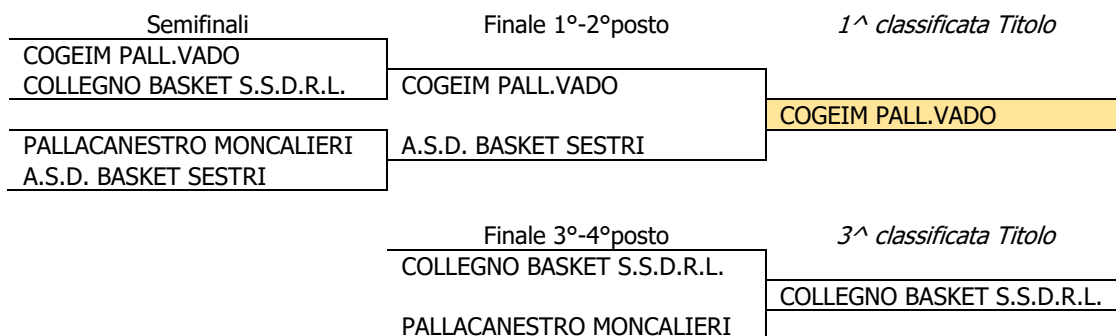 Semifinali Finale 1°-2°posto 1^ classificata Titolo
COGEIM PALL.VADO
COLLEGNO BASKET S.S.D.R.L. COGEIM PALL.VADO
COGEIM PALL.VADO
PALLACANESTRO MONCALIERI A.S.D. BASKET SESTRI
A.S.D. BASKET SESTRI
Finale 3°-4°posto 3^ classificata Titolo
COLLEGNO BASKET S.S.D.R.L.
COLLEGNO BASKET S.S.D.R.L.
PALLACANESTRO MONCALIERI